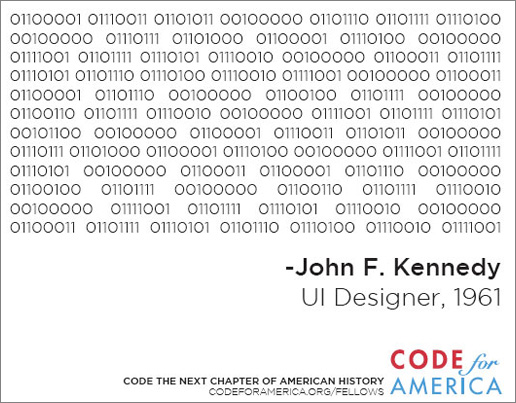 01100001 01110011 01101011 00100000 01101110 01101111 01110100
00100000 01110111 01101000 01100001 01110100 00100000
01111001 01101111 01110101 01110010 00100000 01100011 01101111
01110101 01101110 01110100 01110010 01111001 00100000 01100011
01100001 01101110 00100000 01100100 01101111 00100000
01100110 01101111 01110010 00100000 01111001 01101111 01110101
00101100 00100000 01100001 01110011 01101011 00100000
01110111 01101000 01100001 01110100 00100000 01111001 01101111
01110101 00100000 01100011 01100001 01101110 00100000
01100100 01101111 00100000 01100110 01101111 01110010
00100000 01111001 01101111 01110101 01110010 00100000
01100011 01101111 01110101 01101110 01110100 01110010 01111001
-John F. Kennedy
UI Designer, 1961
CODE for
AMERICA
CODE THE NEXT CHAPTER OF AMERICAN HISTORY
CODEFORAMERICA.ORG/FELLOWS